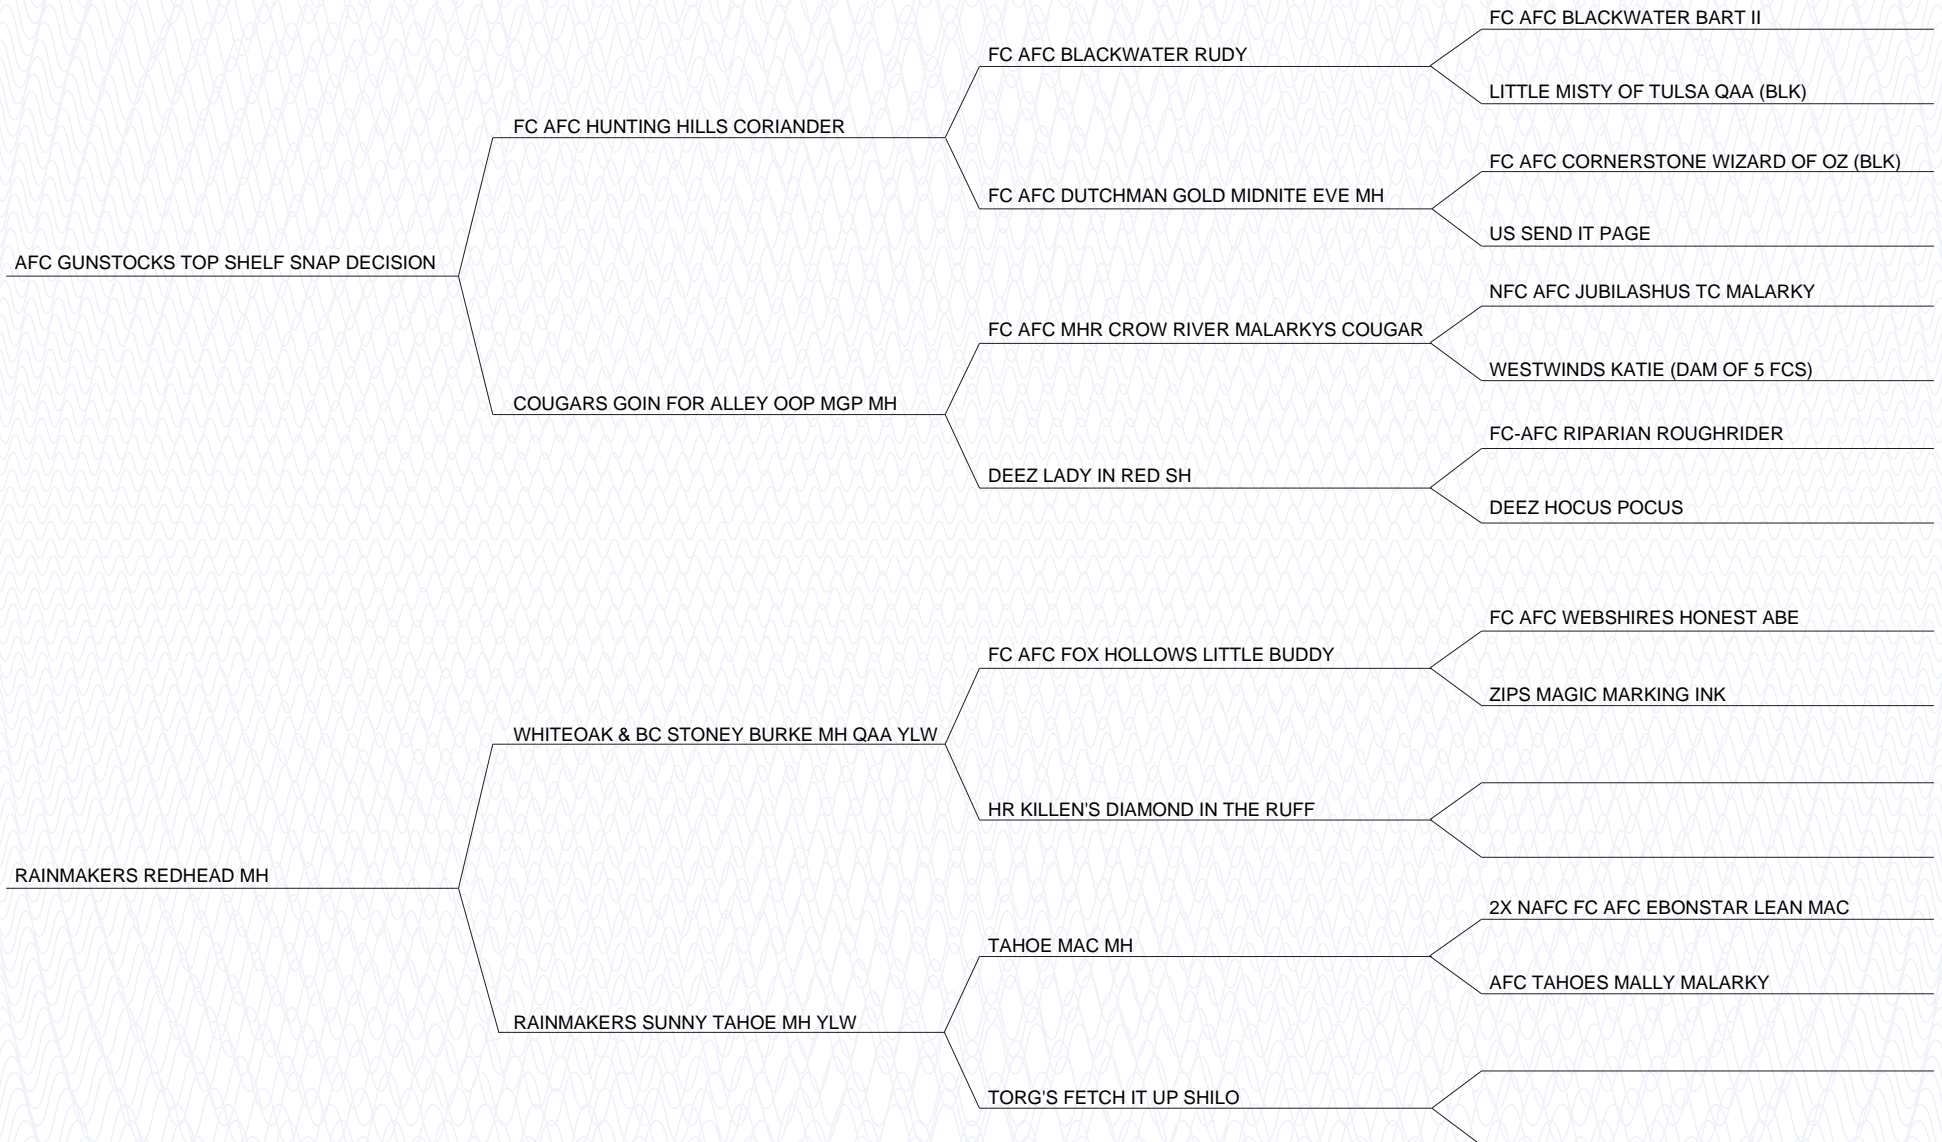 FC AFC BLACKWATER BART II
FC AFC BLACKWATER RUDY
LITTLE MISTY OF TULSA QAA (BLK)
FC AFC HUNTING HILLS CORIANDER
FC AFC CORNERSTONE WIZARD OF OZ (BLK)
FC AFC DUTCHMAN GOLD MIDNITE EVE MH
US SEND IT PAGE
AFC GUNSTOCKS TOP SHELF SNAP DECISION
NFC AFC JUBILASHUS TC MALARKY
FC AFC MHR CROW RIVER MALARKYS COUGAR
WESTWINDS KATIE (DAM OF 5 FCS)
COUGARS GOIN FOR ALLEY OOP MGP MH
FC-AFC RIPARIAN ROUGHRIDER
DEEZ LADY IN RED SH
DEEZ HOCUS POCUS
FC AFC WEBSHIRES HONEST ABE
FC AFC FOX HOLLOWS LITTLE BUDDY
ZIPS MAGIC MARKING INK
WHITEOAK & BC STONEY BURKE MH QAA YLW
HR KILLEN'S DIAMOND IN THE RUFF
RAINMAKERS REDHEAD MH
2X NAFC FC AFC EBONSTAR LEAN MAC
TAHOE MAC MH
AFC TAHOES MALLY MALARKY
RAINMAKERS SUNNY TAHOE MH YLW
TORG'S FETCH IT UP SHILO